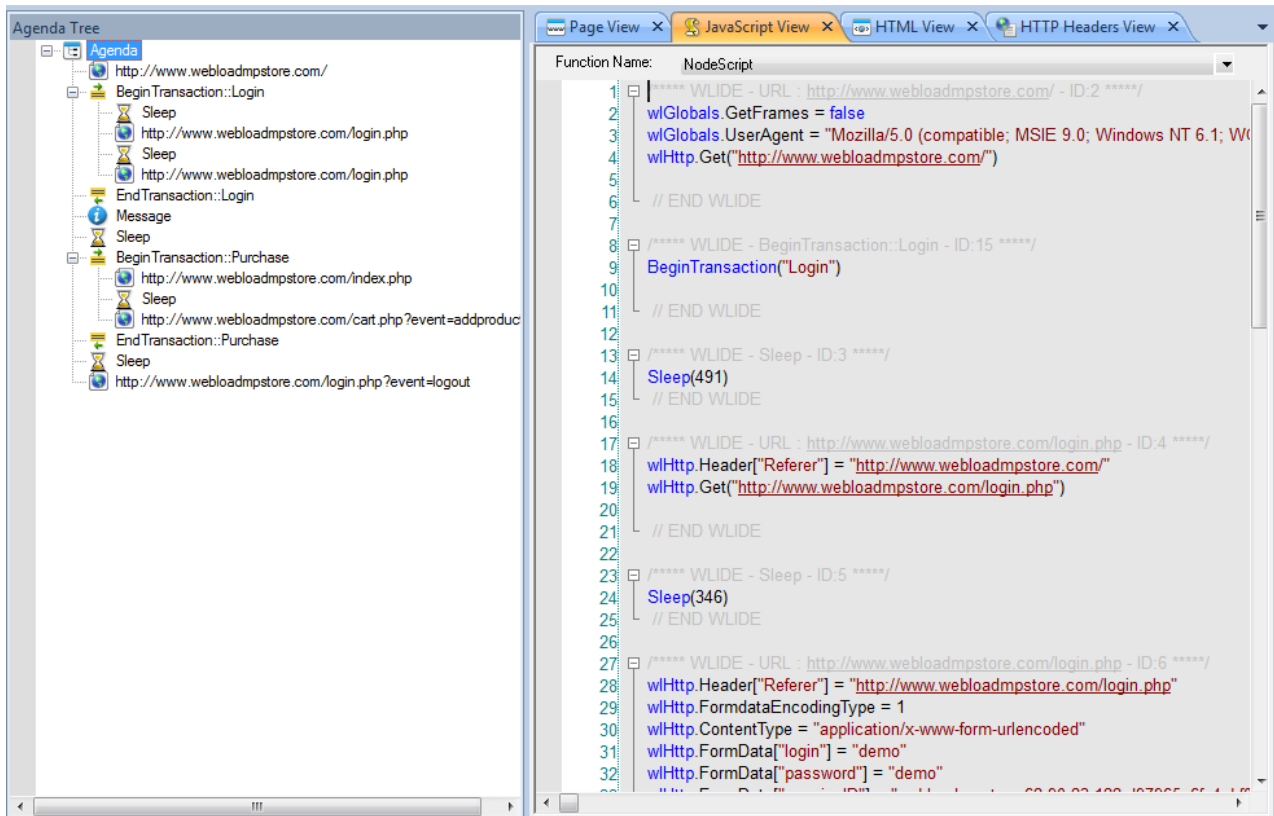 Agenda Tree
Agenda
http://www.webloadmpstore.com/
BeginTransaction::Login
Sleep
http://www.webloadmpstore.com/login.php
Sleep
http://www.webloadmpstore.com/login.php
EndTransaction::Login
Message
Sleep
BeginTransaction::Purchase
http://www.webloadmpstore.com/index.php
Sleep
http://www.webloadmpstore.com/cart.php?event=addproduc
EndTransaction::Purchase
Sleep
http://www.webloadmpstore.com/login.php?event=logout
Page View JavaScript View HTML View HTTP Headers View
Function Name: NodeScript
1 /***** WLIDE - URL : http://www.webloadmpstore.com/ - ID:2 *****/
2 wlGlobals.GetFrames = false
3 wlGlobals.UserAgent = "Mozilla/5.0 (compatible; MSIE 9.0; Windows NT 6.1;
4 wlHttp.Get("http://www.webloadmpstore.com/")
5
6 // END WLIDE
7
8 /***** WLIDE - BeginTransaction::Login - ID:15 *****/
9 BeginTransaction("Login")
10
11 // END WLIDE
12
13 /***** WLIDE - Sleep - ID:3 *****/
14 Sleep(491)
15 // END WLIDE
16
17 /***** WLIDE - URL : http://www.webloadmpstore.com/login.php - ID:4 *****/
18 wlHttp.Header["Referer"] = "http://www.webloadmpstore.com/"
19 wlHttp.Get("http://www.webloadmpstore.com/login.php")
20
21 // END WLIDE
22
23 /***** WLIDE - Sleep - ID:5 *****/
24 Sleep(346)
25 // END WLIDE
26
27 /***** WLIDE - URL : http://www.webloadmpstore.com/login.php - ID:6 *****/
28 wlHttp.Header["Referer"] = "http://www.webloadmpstore.com/login.php"
29 wlHttp.FormdataEncodingType = 1
30 wlHttp.ContentType = "application/x-www-form-urlencoded"
31 wlHttp.FormData["login"] = "demo"
32 wlHttp.FormData["password"] = "demo"